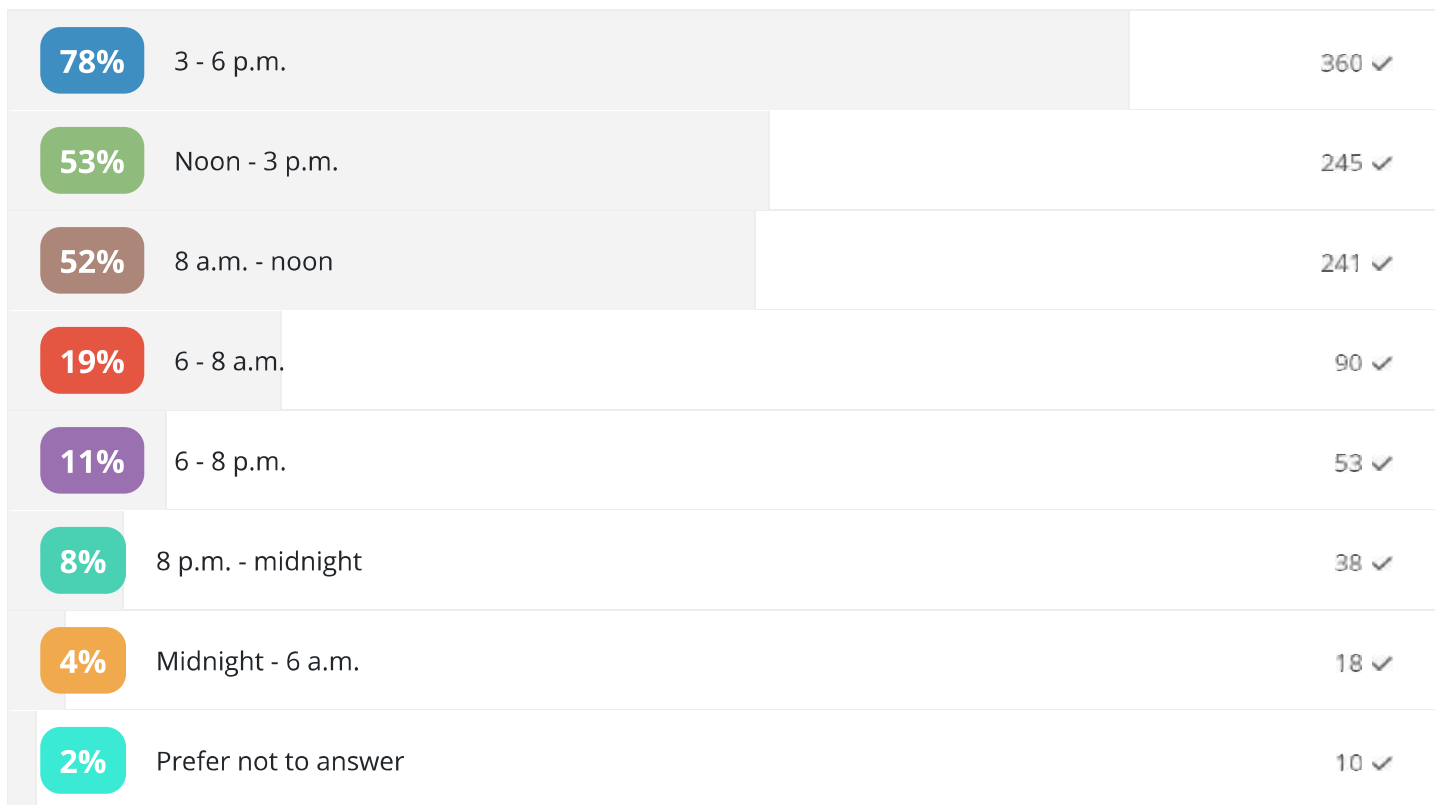 78% 3 - 6 p.m. 360
53% Noon - 3 p.m. 245
52% 8 a.m. - noon 241
19% 6 - 8 a.m. 90
11% 6 - 8 p.m. 53
8% 8 p.m. - midnight 38
4% Midnight - 6 a.m. 18
2% Prefer not to answer 10